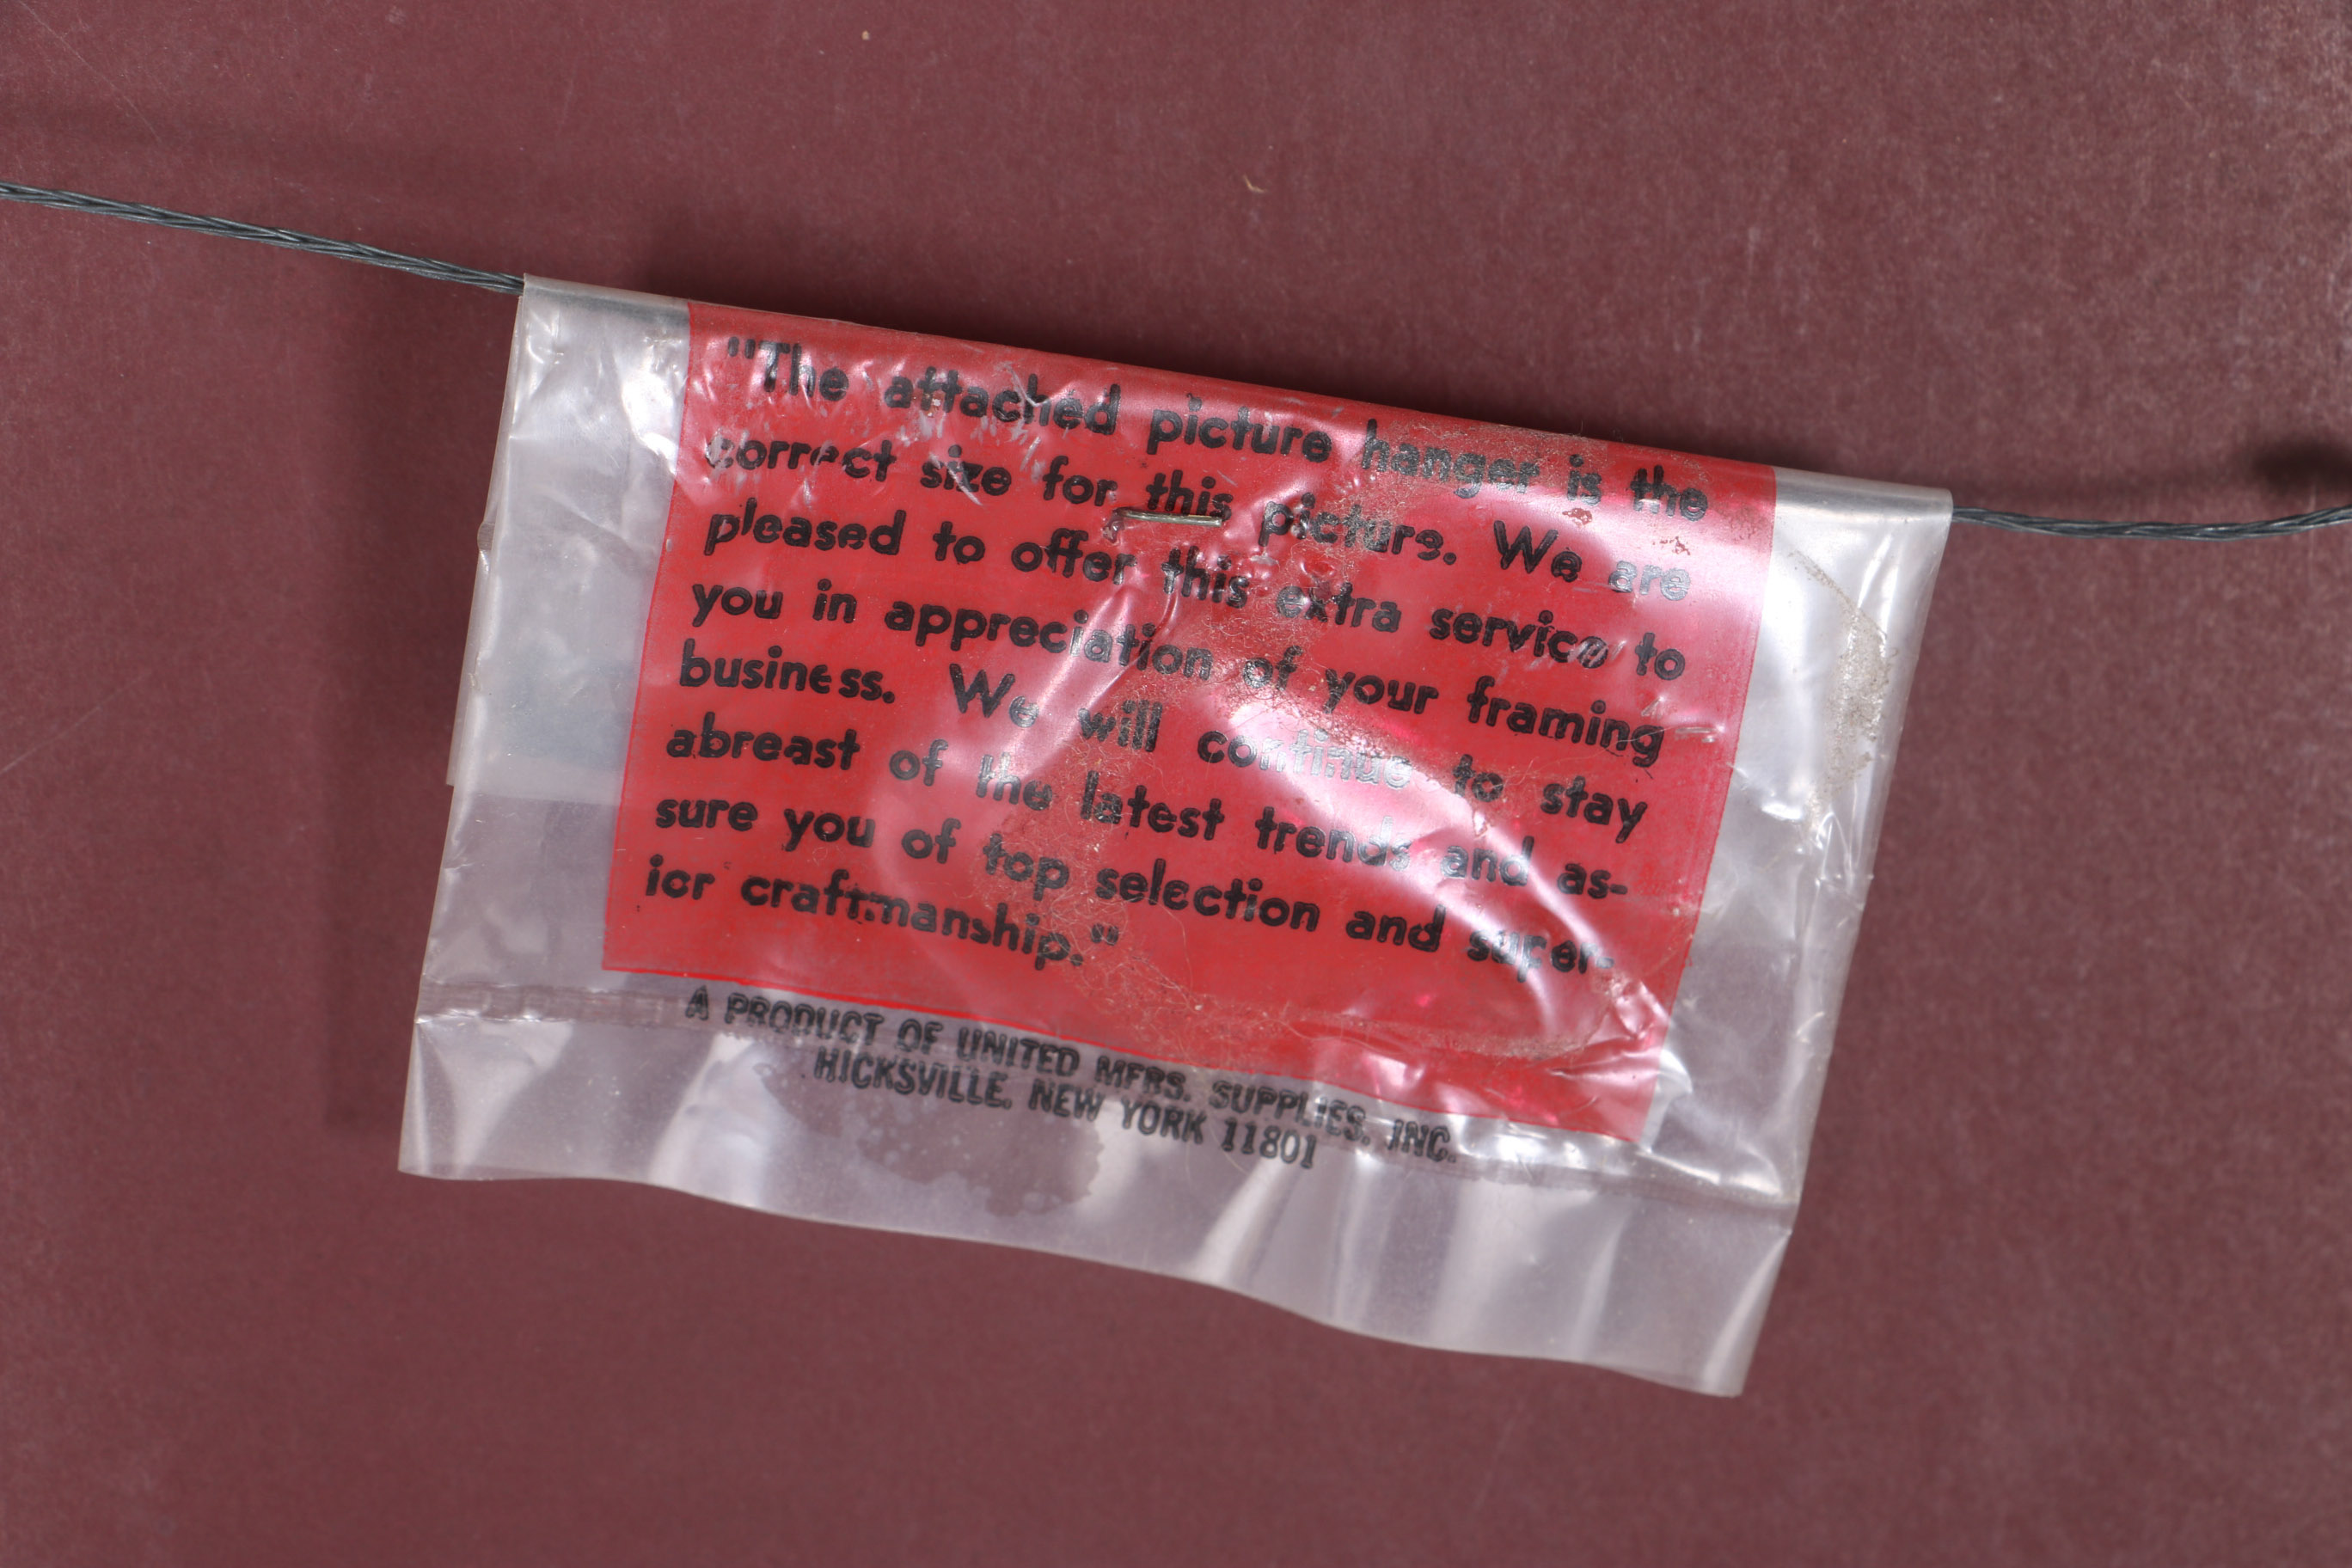 "The attached picture hanger is the
correct size for this picture. We are
pleased to offer this extra service to
you in appreciation of your framing
business. We will continue to stay
abreast of the latest trends and as-
sure you of top selection and super-
ior craftmanship."
A PRODUCT OF UNITED MFRS. SUPPLIES, INC.
HICKSVILLE, NEW YORK 11801